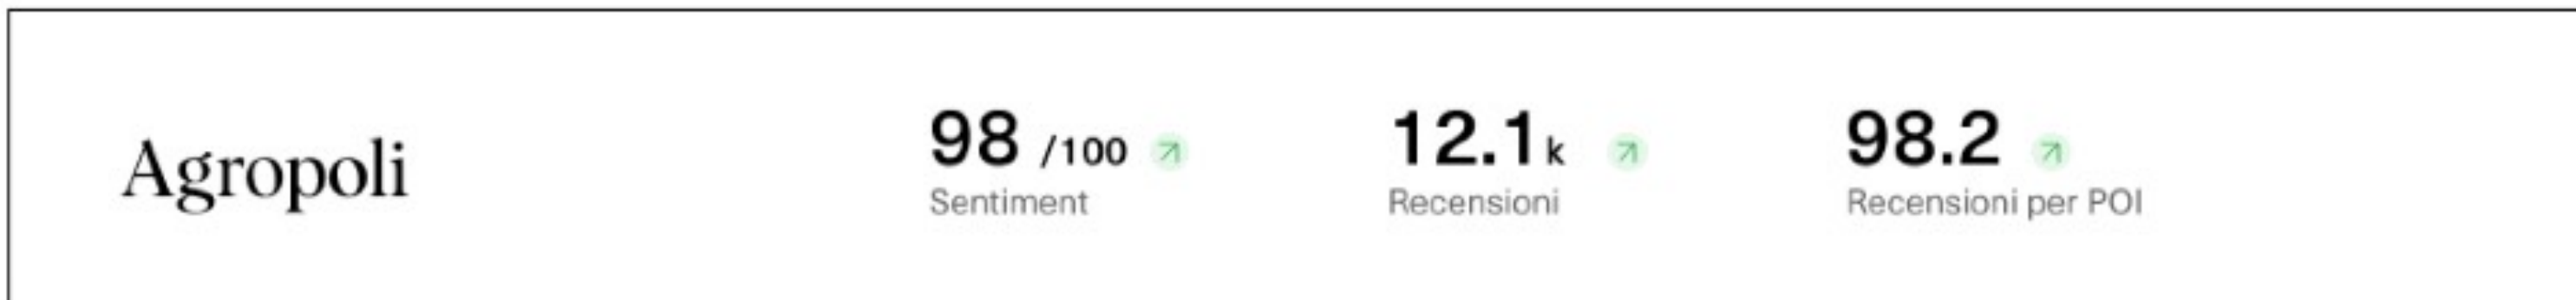 Agropoli
98 /100
Sentiment
12.1k
Recensioni
98.2
Recensioni per POI